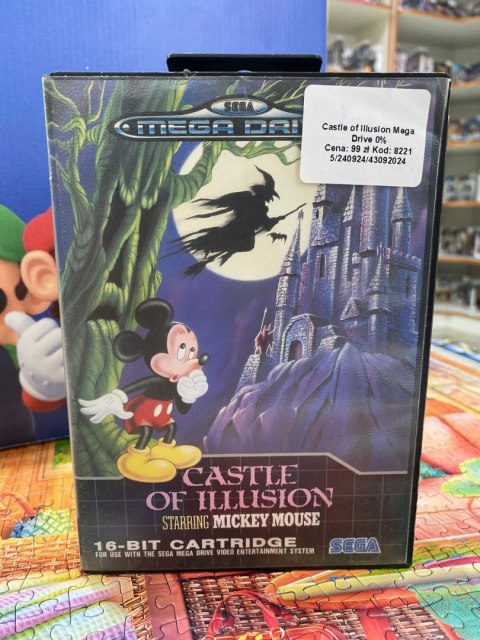 SEGA
MEGA DRI
Castle of Illusion Mega
Drive 0%
Cena: 99 zł Kod: 8221
5/240924/43092024
CASTLE
OF ILLUSION
STARRING MICKEY MOUSE
16-BIT CARTRIDGE
FOR USE WITH THE SEGA MEGA DRIVE VIDEO ENTERTAINMENT SYSTEM
SEGA